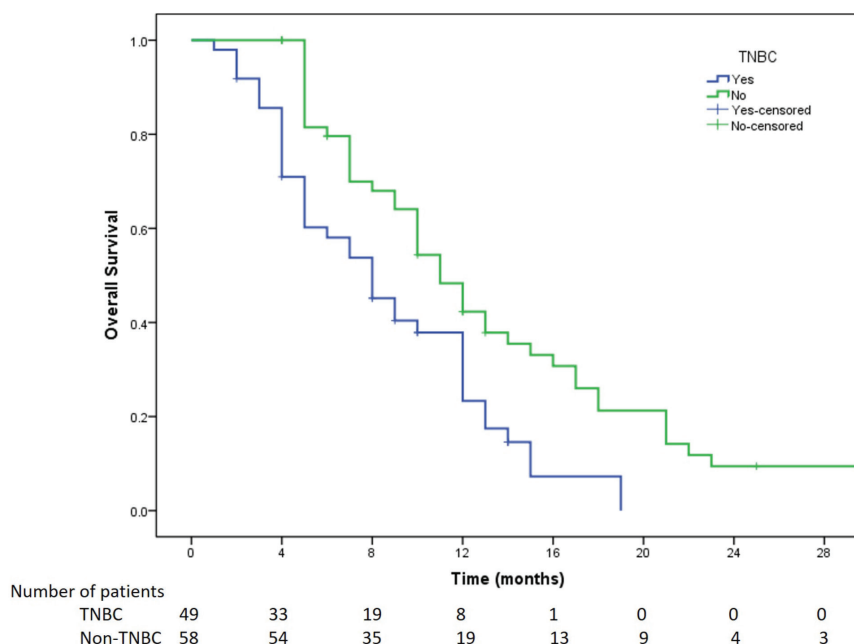 TNBC
Yes
No
Yes-censored
No-censored
Overall Survival
1.0
0.8
0.6
0.4
0.2
0.0
0 4 8 12 16 20 24 28
Time (months)
Number of patients
TNBC 49 33 19 8 1 0 0 0
Non-TNBC 58 54 35 19 13 9 4 3